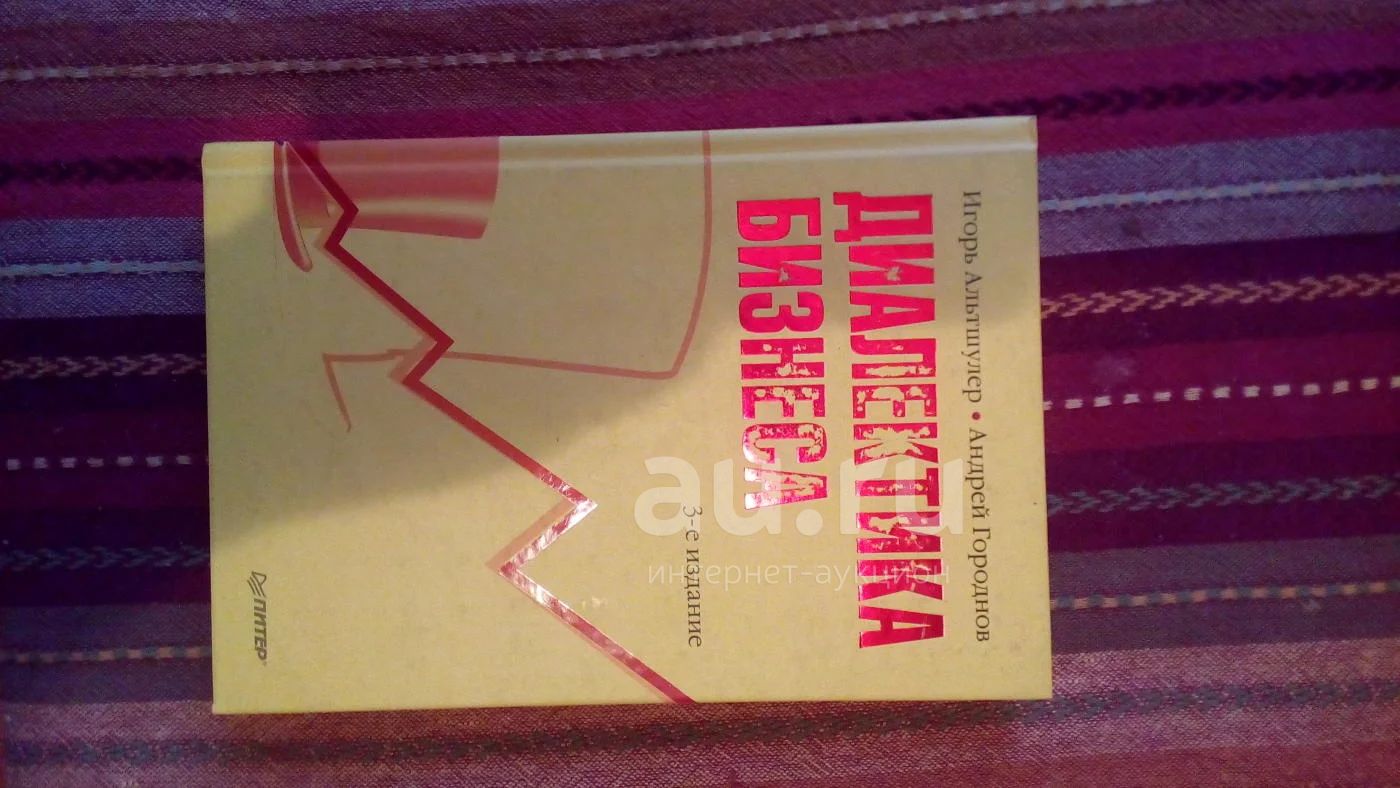 Игорь Альтшулер • Андрей Городнов
ДИАЛЕКТИКА
БИЗНЕСА
3-е издание
ПИТЕР®
au.ru
интернет-аукцион